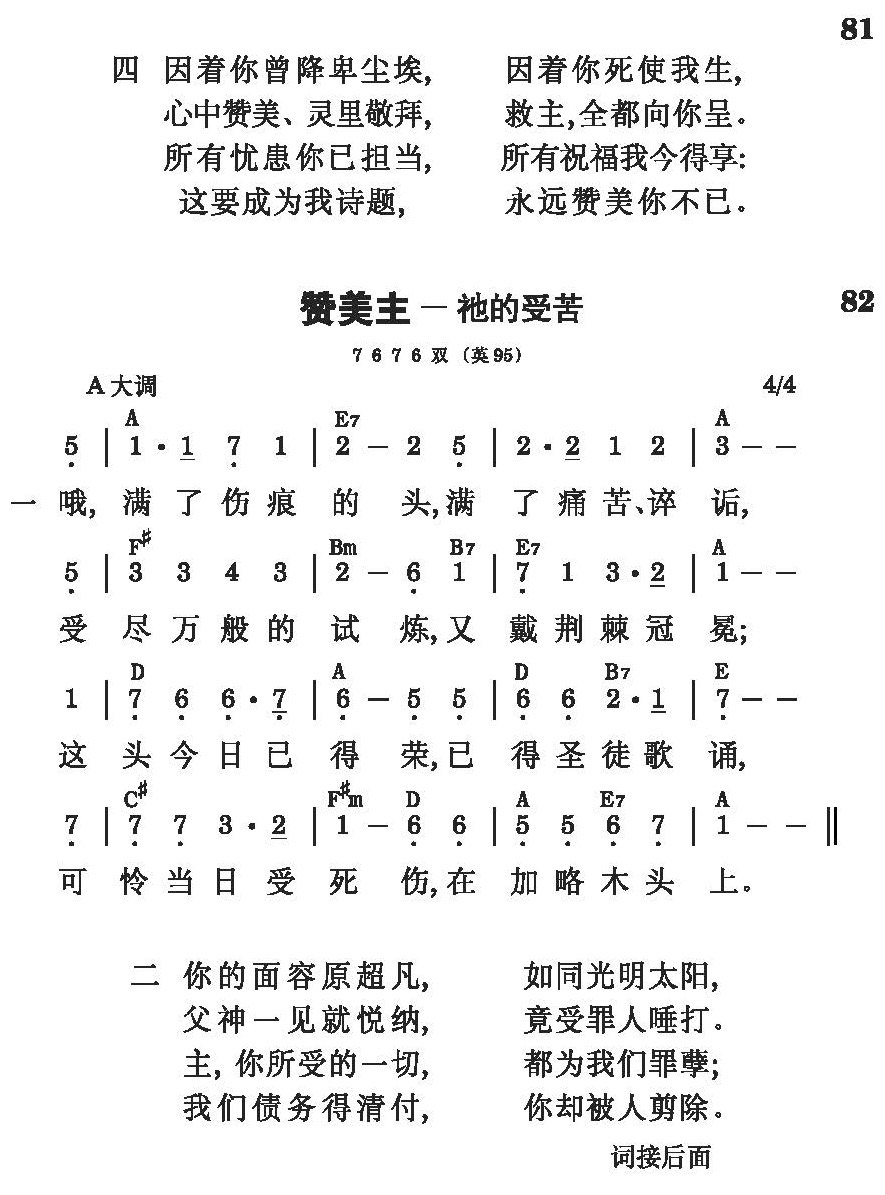 81
四 因着你曾降卑尘埃, 因着你死使我生,
心中赞美、灵里敬拜, 救主,全都向你呈。
所有忧患你已担当, 所有祝福我今得享:
这要成为我诗题, 永远赞美你不已。
赞美主—祂的受苦 82
7 6 7 6 双 (英95)
A大调 4/4
A E7 A
5 | 1·1 7 1 | 2 – 2 5 | 2·2 1 2 | 3 – –
一 哦, 满了伤痕的头,满了痛苦、谇诟,
F♯ Bm B7 E7 A
5 | 3 3 4 3 | 2 – 6 1 | 7 1 3·2 | 1 – –
受尽万般的试炼,又戴荆棘冠冕;
D A D B7 E
1 | 7 6 6·7 | 6 – 5 5 | 6 6 2·1 | 7 – –
这头今日已得荣,已得圣徒歌诵,
C♯ F♯m D A E7 A
7 | 7 7 3·2 | 1 – 6 6 | 5 5 6 7 | 1 – – ‖
可怜当日受死伤,在加略木头上。
二 你的面容原超凡, 如同光明太阳,
父神一见就悦纳, 竟受罪人唾打。
主, 你所受的一切, 都为我们罪孽;
我们债务得清付, 你却被人剪除。
词接后面